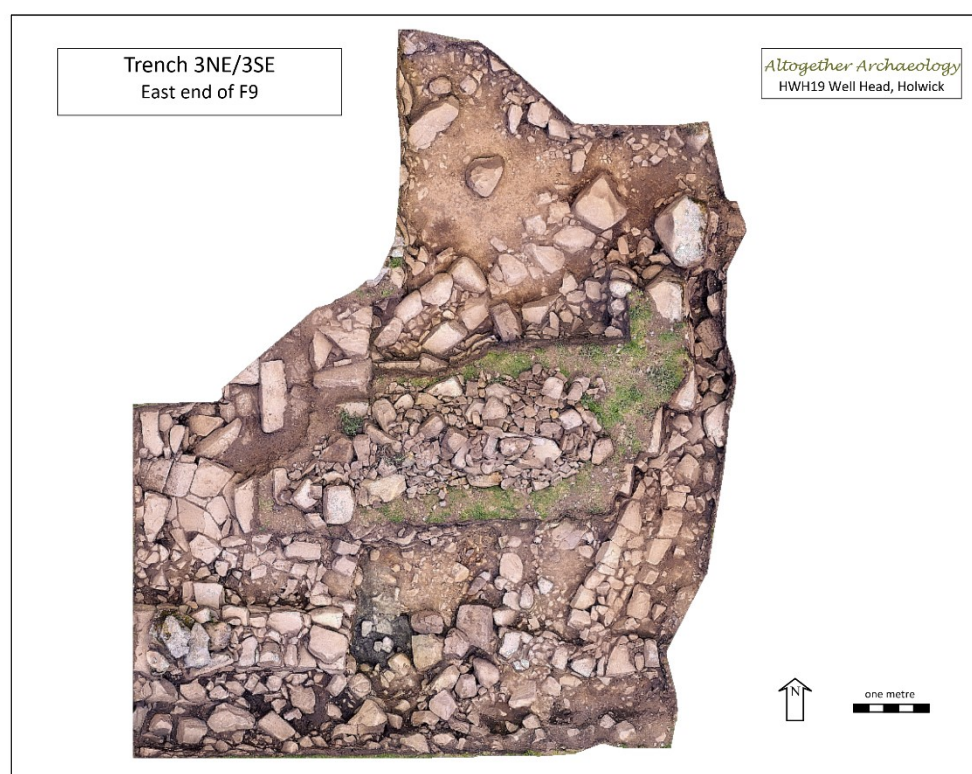 Trench 3NE/3SE
East end of F9
Altogether Archaeology
HWH19 Well Head, Holwick
N
one metre